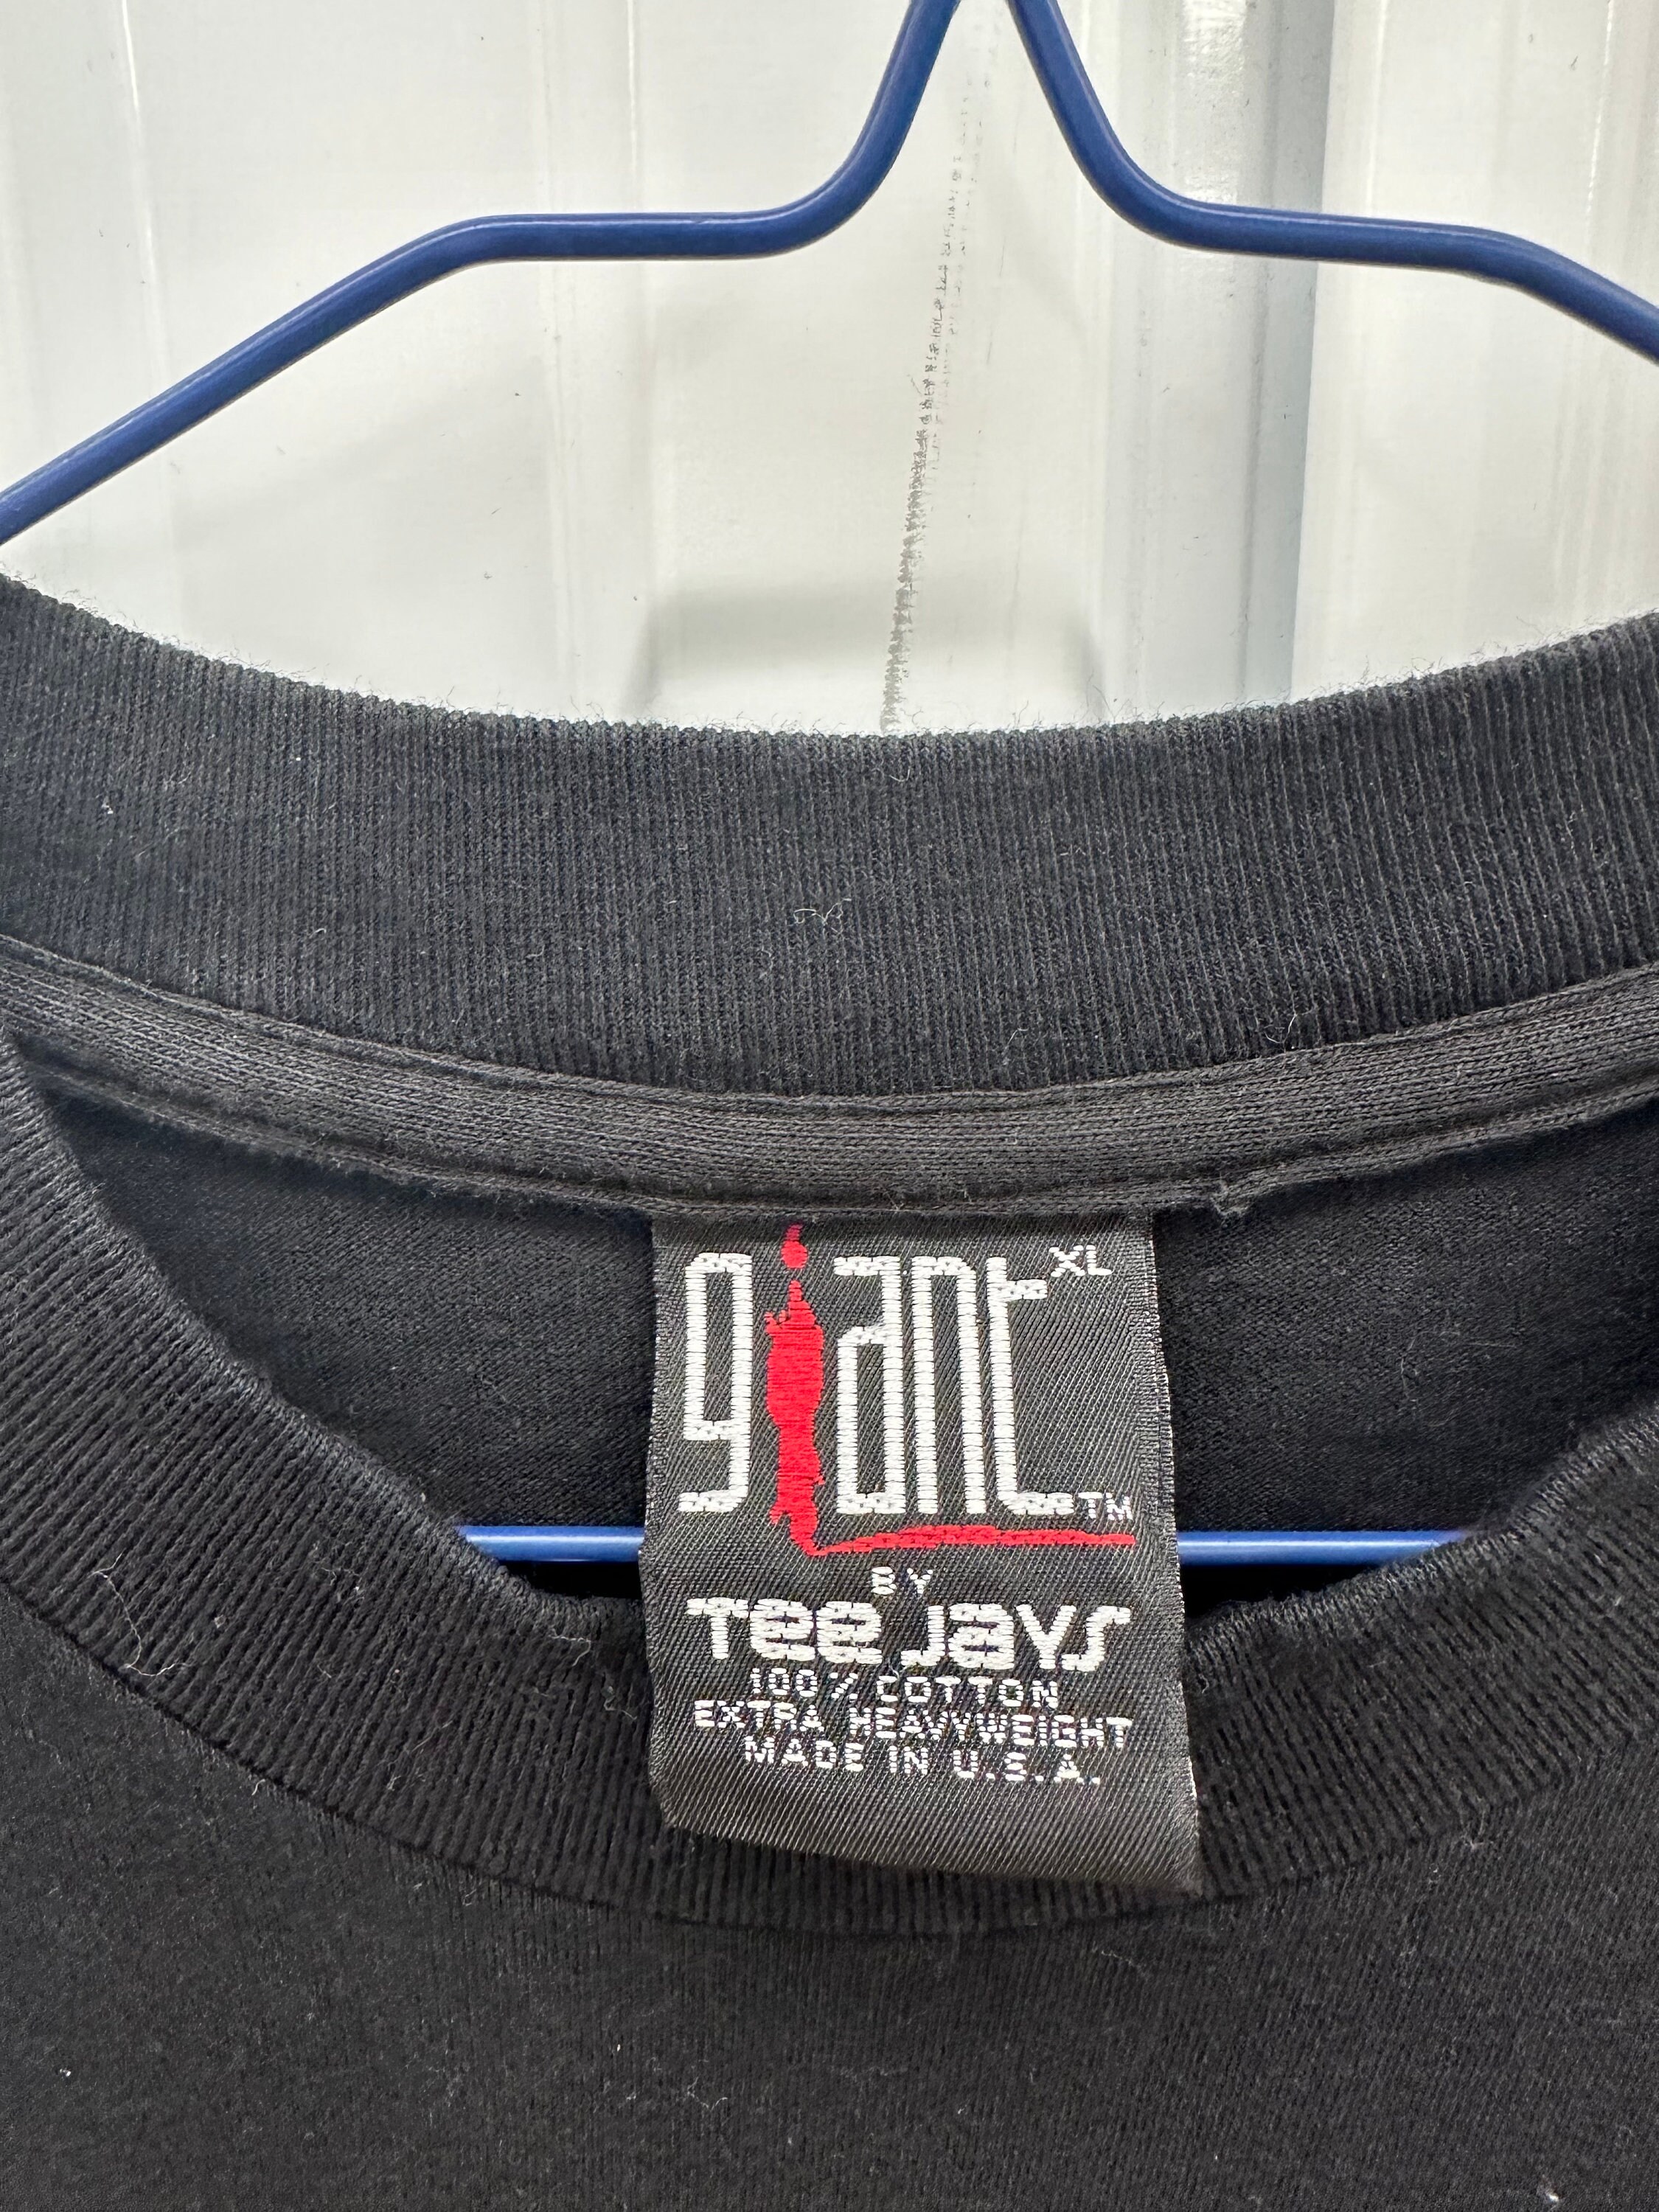 giant XL
TM
BY
Tee Jays
100% COTTON
EXTRA HEAVYWEIGHT
MADE IN U.S.A.